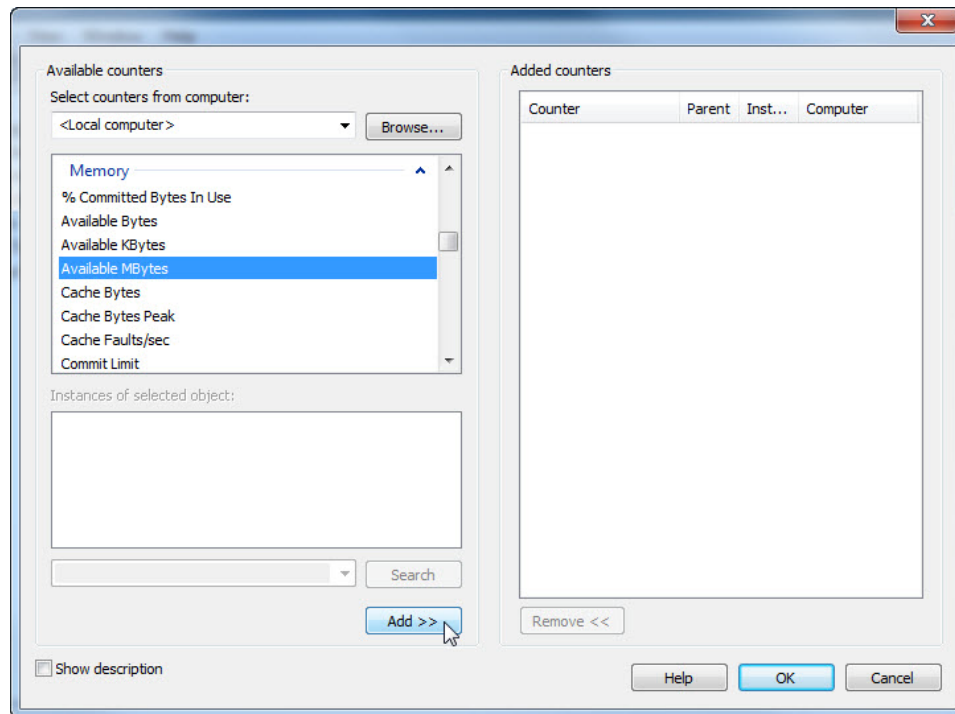 Help
Available counters
Select counters from computer:
<Local computer>
Browse...
Memory
% Committed Bytes In Use
Available Bytes
Available KBytes
Available MBytes
Cache Bytes
Cache Bytes Peak
Cache Faults/sec
Commit Limit
Instances of selected object:
Search
Add >>
Show description
Added counters
Counter Parent Inst... Computer
Remove <<
Help OK Cancel